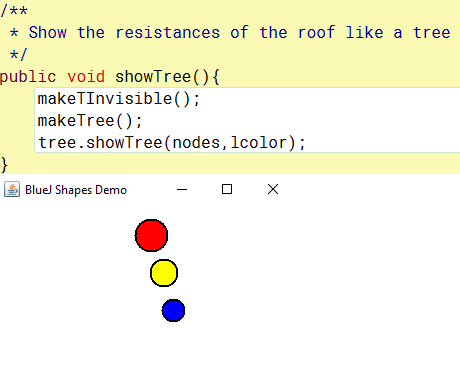 /**
 * Show the resistances of the roof like a tree
 */
public void showTree(){
    makeTInvisible();
    makeTree();
    tree.showTree(nodes,lcolor);
}
BlueJ Shapes Demo